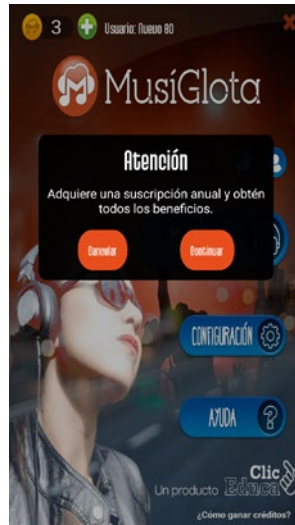 3
Usuario: Nuevo 80
MusíGlota
Atención
Adquiere una suscripción anual y obtén
todos los beneficios.
Cancelar
Continuar
CONFIGURACIÓN
AYUDA
?
Un producto Clic Educa
¿Cómo ganar créditos?